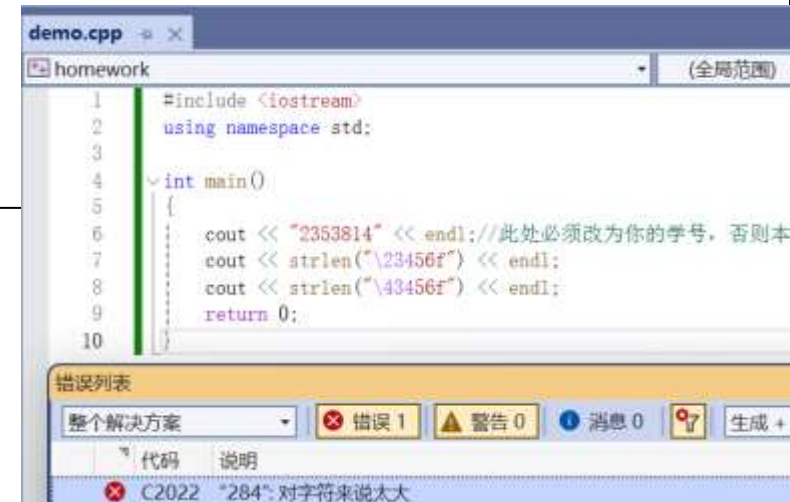 demo.cpp
homework (全局范围)
1 #include <iostream>
2 using namespace std;
3
4 int main()
5 {
6 cout << "2353814" << endl;//此处必须改为你的学号，否则本
7 cout << strlen("\23456f") << endl;
8 cout << strlen("\43456f") << endl;
9 return 0;
10 }
错误列表
整个解决方案 错误 1 警告 0 消息 0 生成 +
代码 说明
C2022 "284": 对字符来说太大